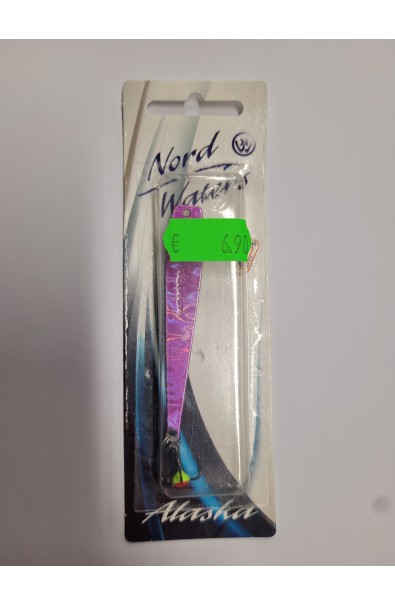 Nord
Waters
€ 6.90
Alaska